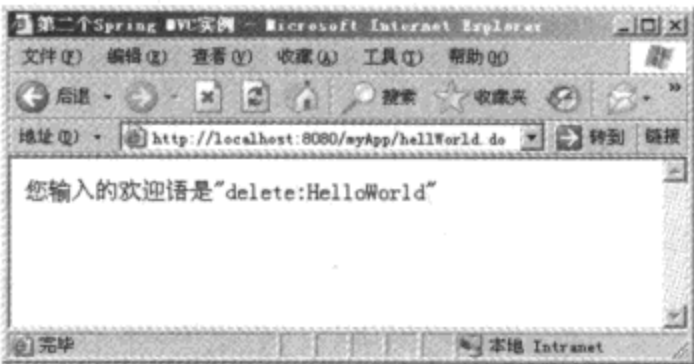 第二个Spring MVC实例 - Microsoft Internet Explorer
文件(F) 编辑(E) 查看(V) 收藏(A) 工具(T) 帮助(H)
后退 搜索 收藏夹 »
地址(D) http://localhost:8080/myApp/hellWorld.do 转到 链接
您输入的欢迎语是"delete:HelloWorld"
完毕 本地 Intranet